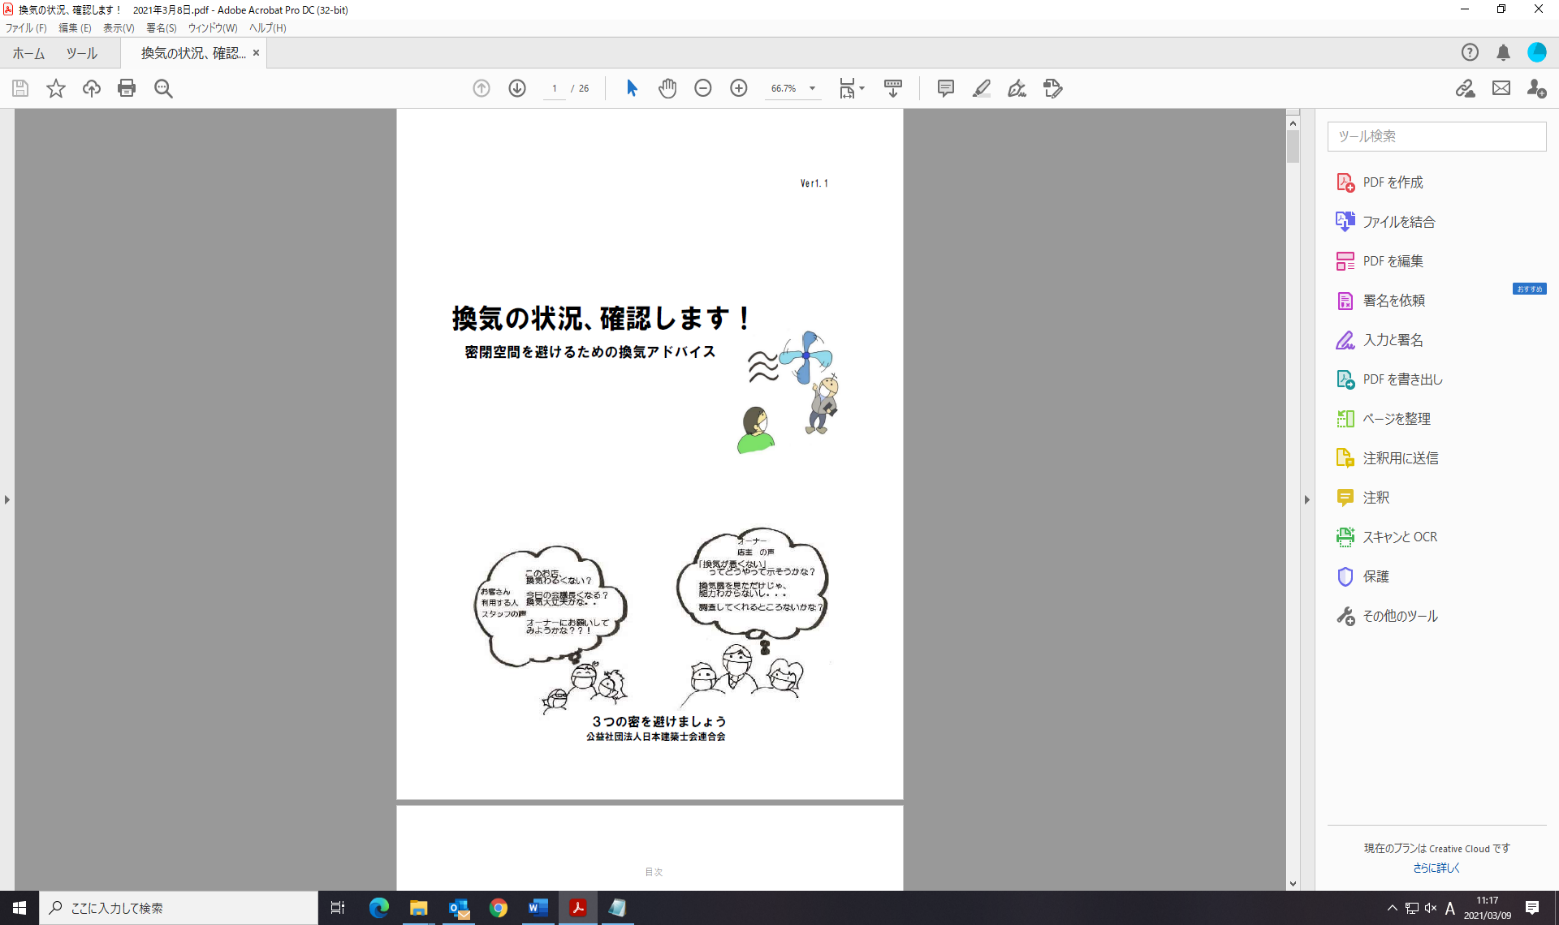 換気の状況、確認します！　2021年3月8日.pdf - Adobe Acrobat Pro DC (32-bit)
ファイル(F) 編集(E) 表示(V) 署名(S) ウィンドウ(W) ヘルプ(H)
ホーム ツール 換気の状況、確認... ×
1 / 26 66.7%
ツール検索
PDF を作成
ファイルを結合
PDF を編集
おすすめ
署名を依頼
入力と署名
PDF を書き出し
ページを整理
注釈用に送信
注釈
スキャンと OCR
保護
その他のツール
現在のプランは Creative Cloud です
さらに詳しく
Ver1.1
換気の状況、確認します！
密閉空間を避けるための換気アドバイス
このお店、
換気わるくない？
お客さん
利用する人
スタッフの声
今日の会議長くなる？
換気大丈夫かな．．
オーナーにお願いして
みようかな？？！
オーナー
店主　の声
「換気が悪くない」
ってどうやって示そうかな？
換気扇を見ただけじゃ、
能力わからないし・・・
調査してくれるところないかな？
３つの密を避けましょう
公益社団法人日本建築士会連合会
目次
ここに入力して検索
A
11:17
2021/03/09